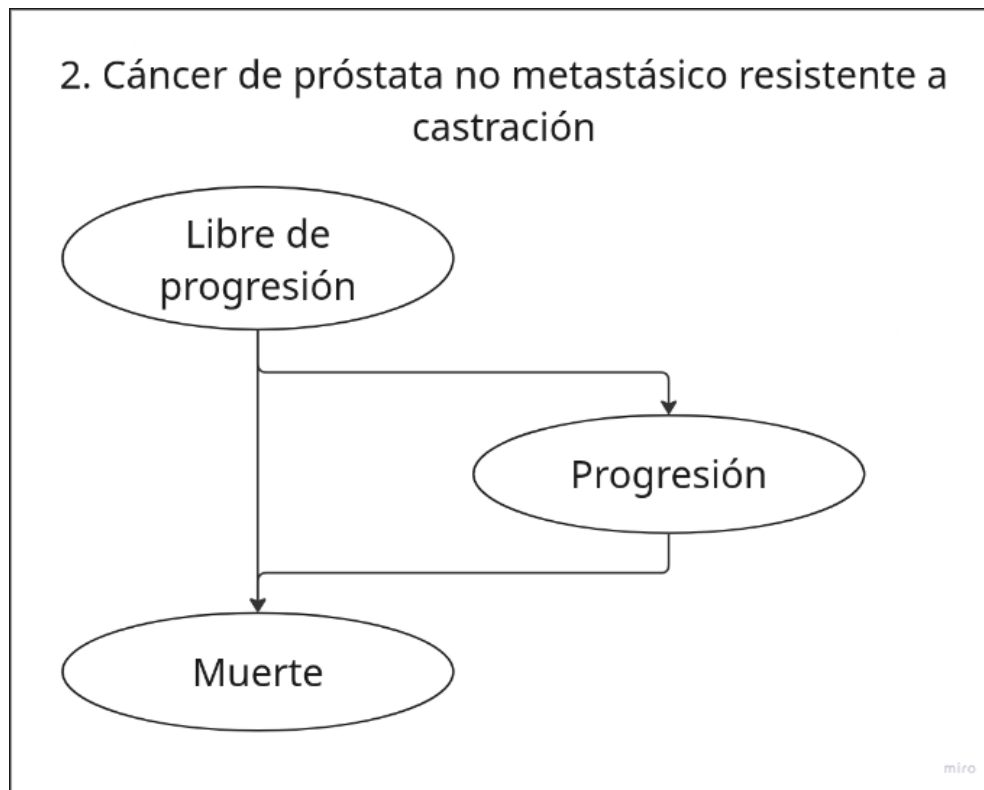 2. Cáncer de próstata no metastásico resistente a
castración
Libre de
progresión
Progresión
Muerte
miro